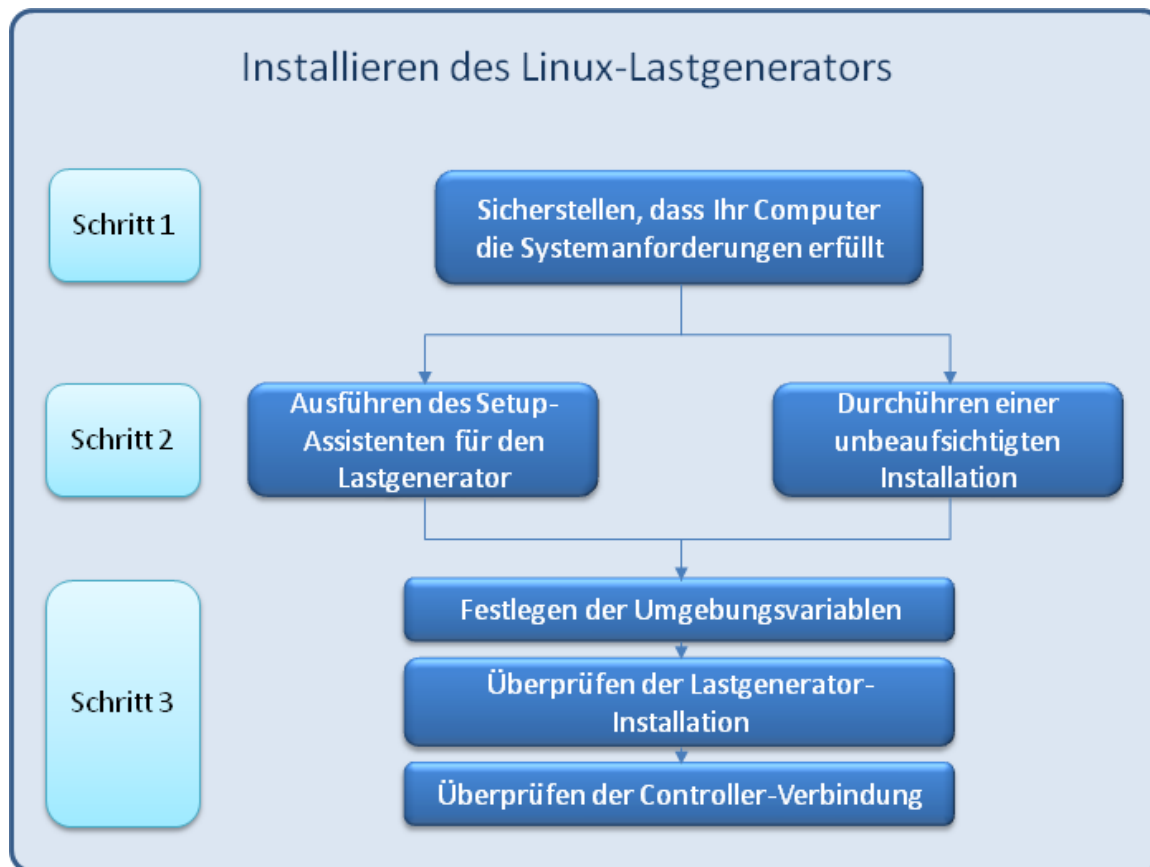 Installieren des Linux-Lastgenerators
Schritt 1
Sicherstellen, dass Ihr Computer
die Systemanforderungen erfüllt
Schritt 2
Ausführen des Setup-
Assistenten für den
Lastgenerator
Durchühren einer
unbeaufsichtigten
Installation
Schritt 3
Festlegen der Umgebungsvariablen
Überprüfen der Lastgenerator-
Installation
Überprüfen der Controller-Verbindung